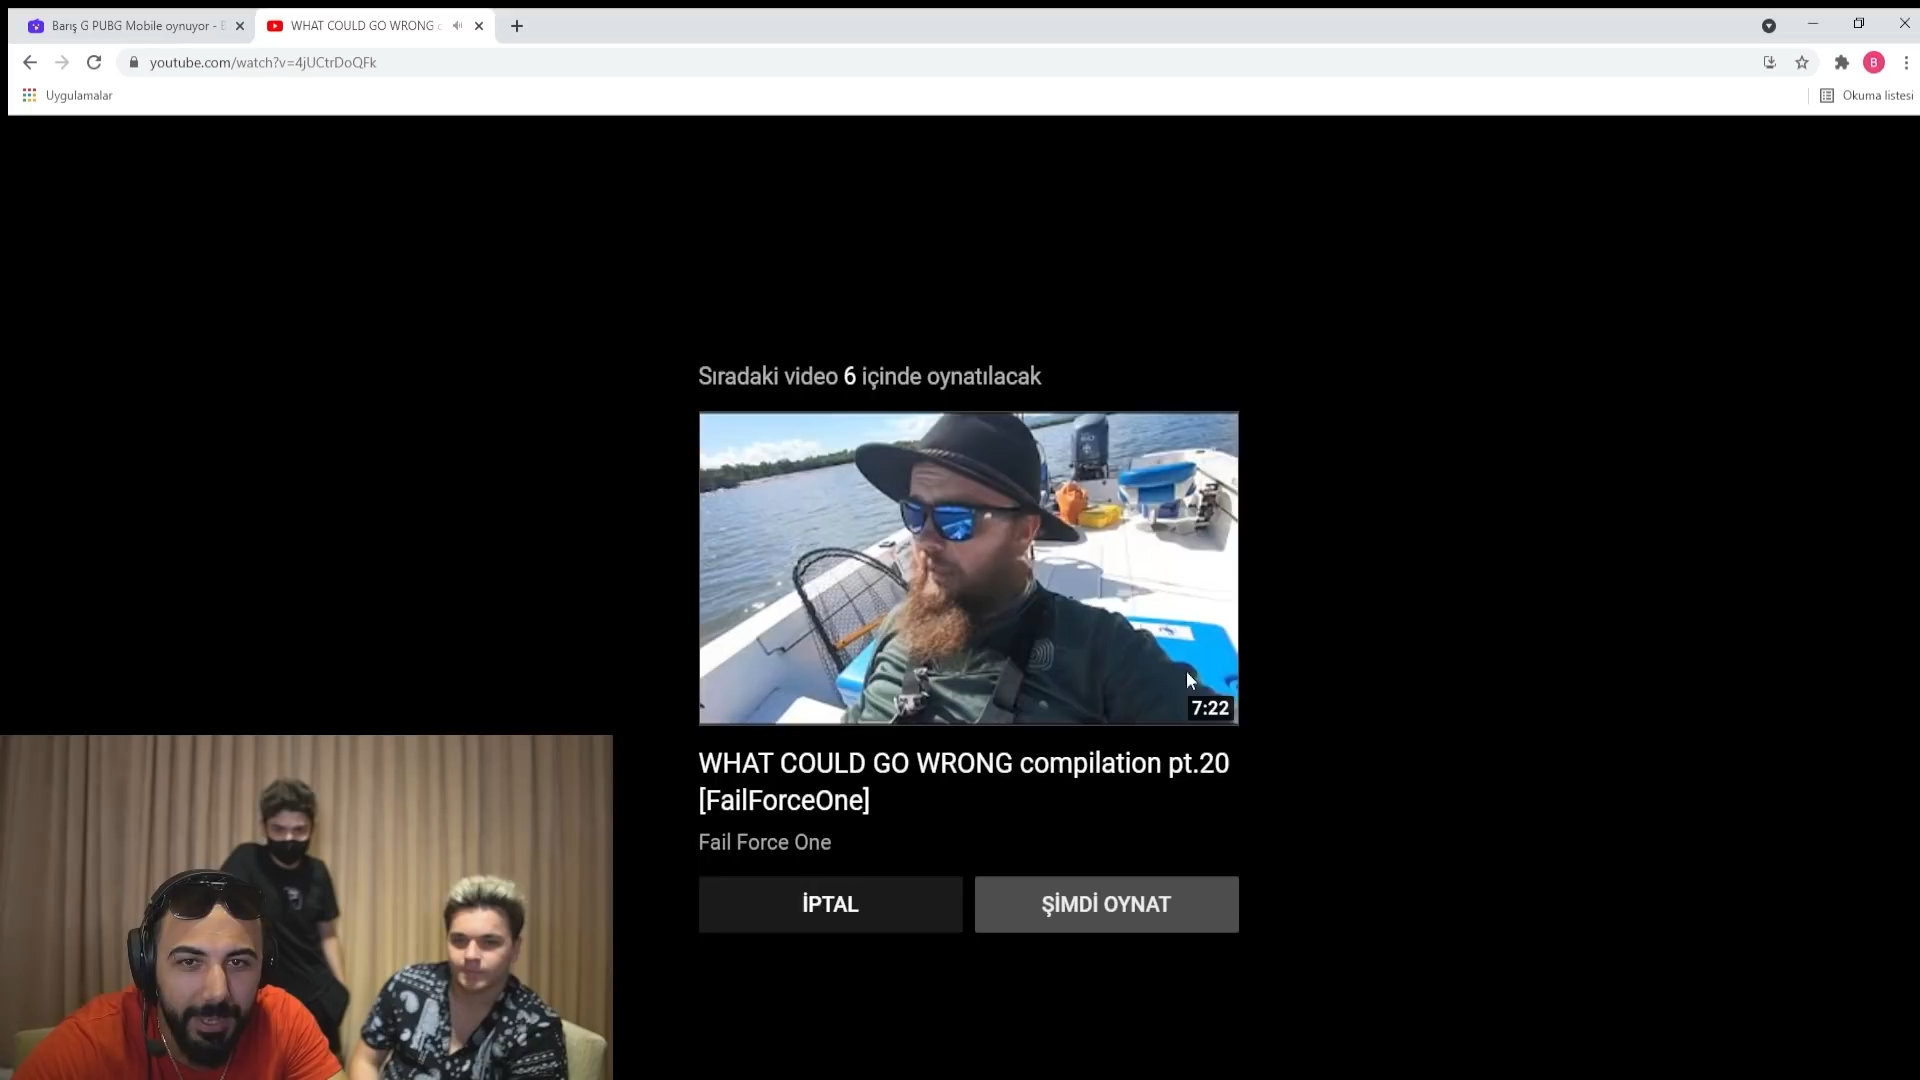 Barış G PUBG Mobile oynuyor -
WHAT COULD GO WRONG c
youtube.com/watch?v=4jUCtrDoQFk
B
Uygulamalar
Okuma listesi
Sıradaki video 6 içinde oynatılacak
7:22
WHAT COULD GO WRONG compilation pt.20
[FailForceOne]
Fail Force One
İPTAL
ŞİMDİ OYNAT